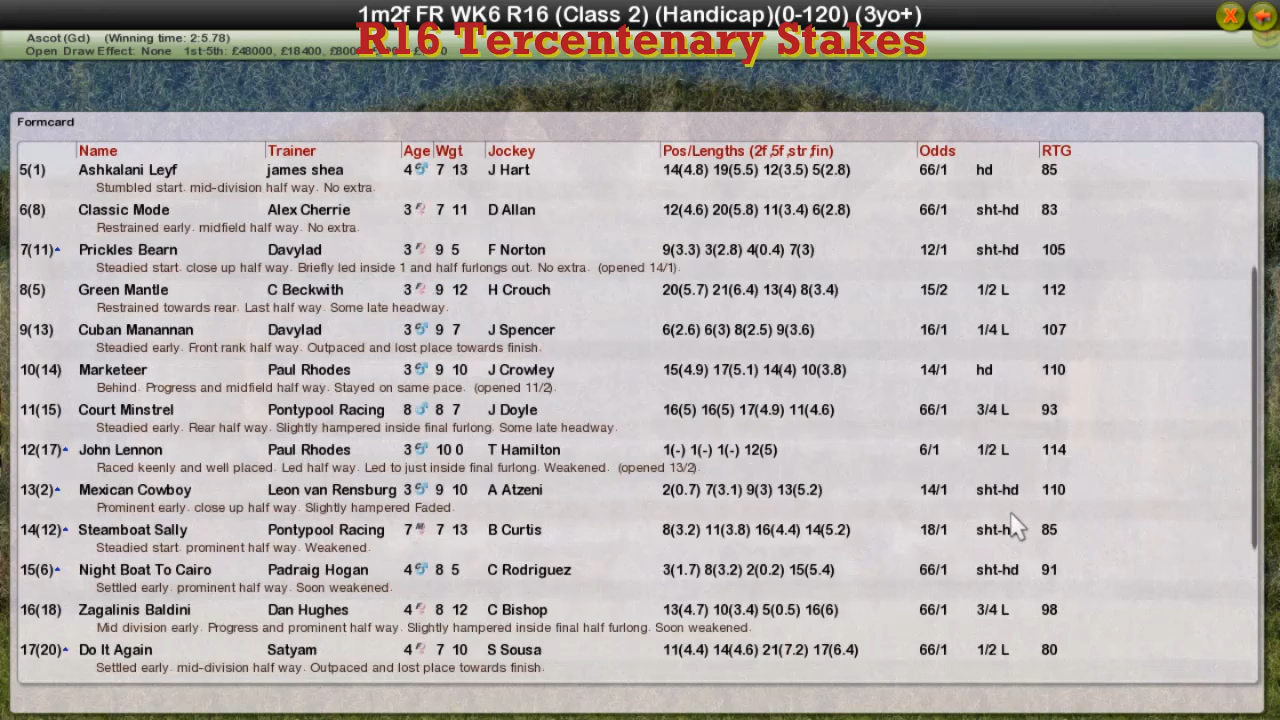 1m2f FR WK6 R16 (Class 2) (Handicap)(0-120) (3yo+)
R16 Tercentenary Stakes
Ascot(Gd) (Winning time: 2:5.78)
Open Draw Effect: None 1st-5th: £48000, £18400, £800
Formcard
Name Trainer Age Wgt Jockey Pos/Lengths (2f,5f,str,fin) Odds RTG
5(1) Ashkalani Leyf james shea 4 7 13 J Hart 14(4.8) 19(5.5) 12(3.5) 5(2.8) 66/1 hd 85
Stumbled start. mid-division half way. No extra.
6(8) Classic Mode Alex Cherrie 3 7 11 D Allan 12(4.6) 20(5.8) 11(3.4) 6(2.8) 66/1 sht-hd 83
Restrained early. midfield half way. No extra.
7(11) Prickles Bearn Davylad 3 9 5 F Norton 9(3.3) 3(2.8) 4(0.4) 7(3) 12/1 sht-hd 105
Steadied start. close up half way. Briefly led inside 1 and half furlongs out. No extra. (opened 14/1).
8(5) Green Mantle C Beckwith 3 9 12 H Crouch 20(5.7) 21(6.4) 13(4) 8(3.4) 15/2 1/2 L 112
Restrained towards rear. Last half way. Some late headway.
9(13) Cuban Manannan Davylad 3 9 7 J Spencer 6(2.6) 6(3) 8(2.5) 9(3.6) 16/1 1/4 L 107
Steadied early. Front rank half way. Outpaced and lost place towards finish.
10(14) Marketeer Paul Rhodes 3 9 10 J Crowley 15(4.9) 17(5.1) 14(4) 10(3.8) 14/1 hd 110
Behind. Progress and midfield half way. Stayed on same pace. (opened 11/2).
11(15) Court Minstrel Pontypool Racing 8 8 7 J Doyle 16(5) 16(5) 17(4.9) 11(4.6) 66/1 3/4 L 93
Steadied early. Rear half way. Slightly hampered inside final furlong. Some late headway.
12(17) John Lennon Paul Rhodes 3 10 0 T Hamilton 1(-) 1(-) 1(-) 12(5) 6/1 1/2 L 114
Raced keenly and well placed. Led half way. Led to just inside final furlong. Weakened. (opened 13/2).
13(2) Mexican Cowboy Leon van Rensburg 3 9 10 A Atzeni 2(0.7) 7(3.1) 9(3) 13(5.2) 14/1 sht-hd 110
Prominent early. close up half way. Slightly hampered Faded.
14(12) Steamboat Sally Pontypool Racing 7 7 13 B Curtis 8(3.2) 11(3.8) 16(4.4) 14(5.2) 18/1 sht-h 85
Steadied start. prominent half way. Weakened.
15(6) Night Boat To Cairo Padraig Hogan 4 8 5 C Rodriguez 3(1.7) 8(3.2) 2(0.2) 15(5.4) 66/1 sht-hd 91
Settled early. prominent half way. Soon weakened.
16(18) Zagalinis Baldini Dan Hughes 4 8 12 C Bishop 13(4.7) 10(3.4) 5(0.5) 16(6) 66/1 3/4 L 98
Mid division early. Progress and prominent half way. Slightly hampered inside final half furlong. Soon weakened.
17(20) Do It Again Satyam 4 7 10 S Sousa 11(4.4) 14(4.6) 21(7.2) 17(6.4) 66/1 1/2 L 80
Settled early. mid-division half way. Outpaced and lost place towards finish.